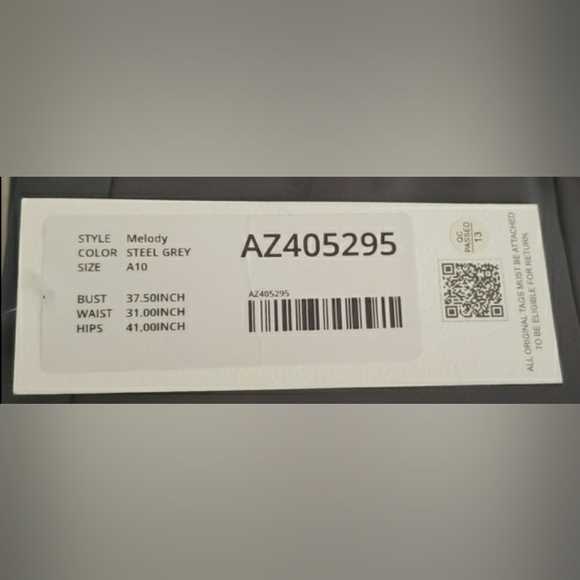 STYLE Melody
COLOR STEEL GREY
SIZE A10
BUST 37.50INCH
WAIST 31.00INCH
HIPS 41.00INCH
AZ405295
AZ405295
QC
PASSED
13
ALL ORIGINAL TAGS MUST BE ATTACHED
TO BE ELIGIBLE FOR RETURN.